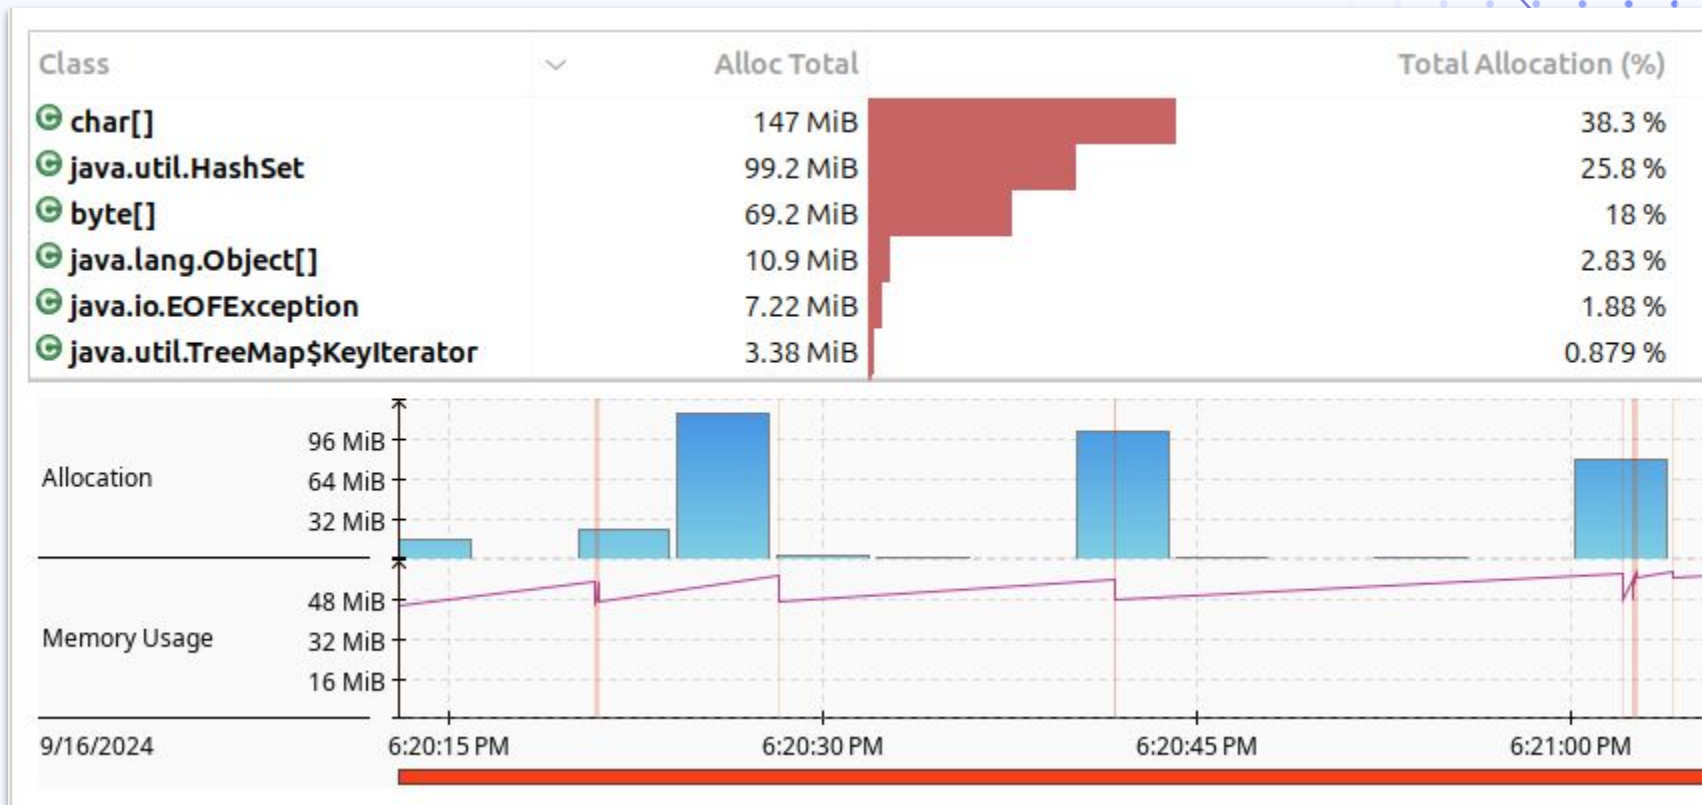 Class Alloc Total Total Allocation (%)
char[] 147 MiB 38.3 %
java.util.HashSet 99.2 MiB 25.8 %
byte[] 69.2 MiB 18 %
java.lang.Object[] 10.9 MiB 2.83 %
java.io.EOFException 7.22 MiB 1.88 %
java.util.TreeMap$KeyIterator 3.38 MiB 0.879 %
96 MiB
Allocation
64 MiB
32 MiB
48 MiB
Memory Usage
32 MiB
16 MiB
9/16/2024 6:20:15 PM 6:20:30 PM 6:20:45 PM 6:21:00 PM